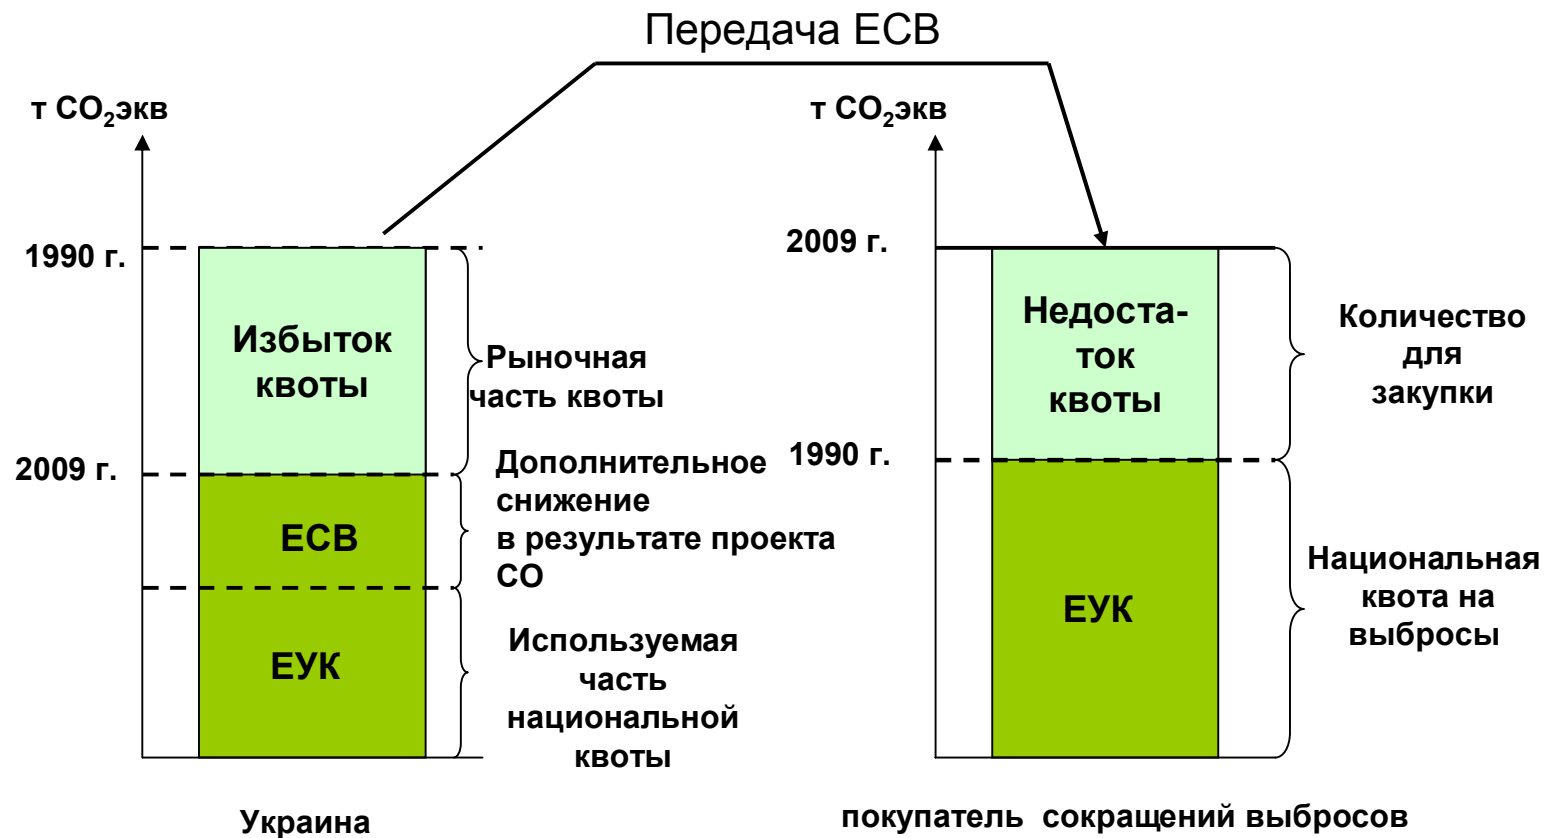 Передача ЕСВ
т CO₂экв
1990 г.
2009 г.
Избыток
квоты
ЕСВ
ЕУК
Рыночная
часть квоты
Дополнительное
снижение
в результате проекта
СО
Используемая
часть
национальной
квоты
Украина
т CO₂экв
2009 г.
1990 г.
Недоста-
ток
квоты
ЕУК
Количество
для
закупки
Национальная
квота на
выбросы
покупатель сокращений выбросов